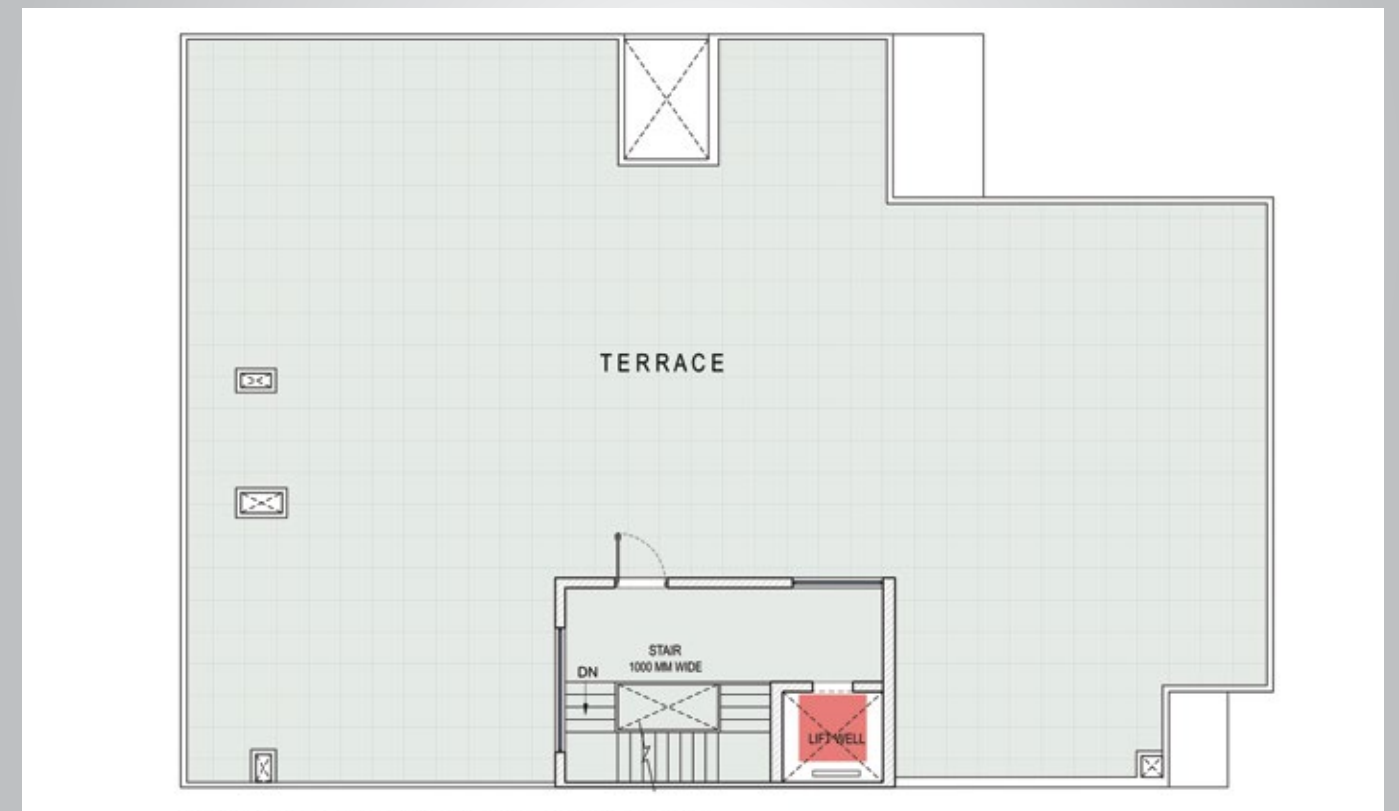 TERRACE
STAIR
1000 MM WIDE
DN
LIFT WELL